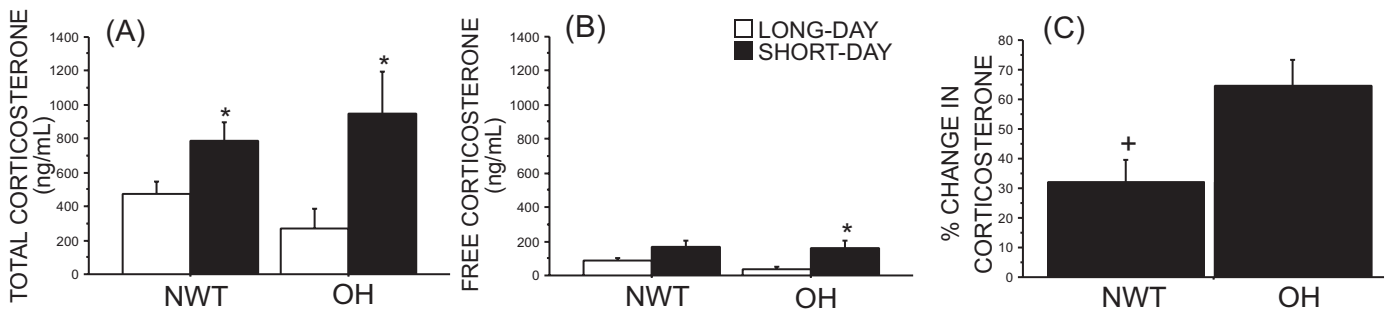 (A)
TOTAL CORTICOSTERONE
(ng/mL)
1400
1200
1000
800
600
400
200
0
*
*
NWT
OH
(B)
FREE CORTICOSTERONE
(ng/mL)
1400
1200
1000
800
600
400
200
0
LONG-DAY
SHORT-DAY
*
NWT
OH
(C)
% CHANGE IN
CORTICOSTERONE
80
70
60
50
40
30
20
10
0
+
NWT
OH